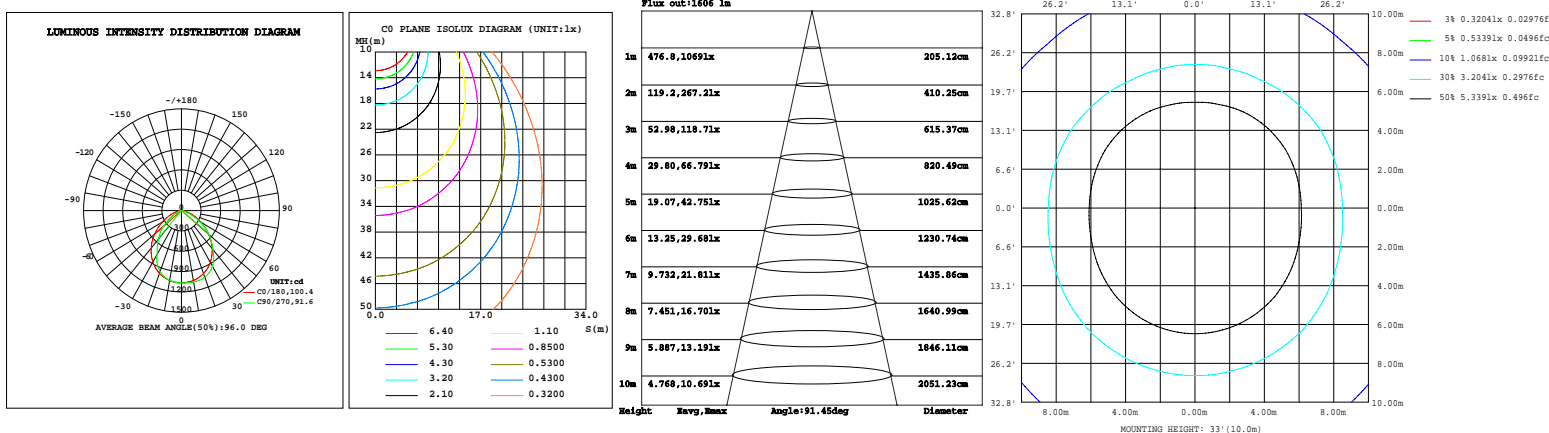 LUMINOUS INTENSITY DISTRIBUTION DIAGRAM
-/+180
-150 150
-120 120
-90 90
-60 60
-30 30
0
0
300
600
900
1200
1500
UNIT:cd
C0/180,100.4
C90/270,91.6
AVERAGE BEAM ANGLE(50%):96.0 DEG
C0 PLANE ISOLUX DIAGRAM (UNIT:lx)
MH(m)
10
14
18
22
26
30
34
38
42
46
50
0.0 17.0 34.0
S(m)
6.40 1.10
5.30 0.8500
4.30 0.5300
3.20 0.4300
2.10 0.3200
Flux out:1606 lm
1m 476.8,1069lx 205.12cm
2m 119.2,267.2lx 410.25cm
3m 52.98,118.7lx 615.37cm
4m 29.80,66.79lx 820.49cm
5m 19.07,42.75lx 1025.62cm
6m 13.25,29.68lx 1230.74cm
7m 9.732,21.81lx 1435.86cm
8m 7.451,16.70lx 1640.99cm
9m 5.887,13.19lx 1846.11cm
10m 4.768,10.69lx 2051.23cm
Height Eavg,Emax Angle:91.45deg Diameter
26.2' 13.1' 0.0' 13.1' 26.2'
32.8' 10.00m
26.2' 8.00m
19.7' 6.00m
13.1' 4.00m
6.6' 2.00m
0.0' 0.00m
6.6' 2.00m
13.1' 4.00m
19.7' 6.00m
26.2' 8.00m
32.8' 10.00m
8.00m 4.00m 0.00m 4.00m 8.00m
MOUNTING HEIGHT: 33'(10.0m)
3% 0.3204lx 0.02976fc
5% 0.5339lx 0.0496fc
10% 1.068lx 0.09921fc
30% 3.204lx 0.2976fc
50% 5.339lx 0.496fc